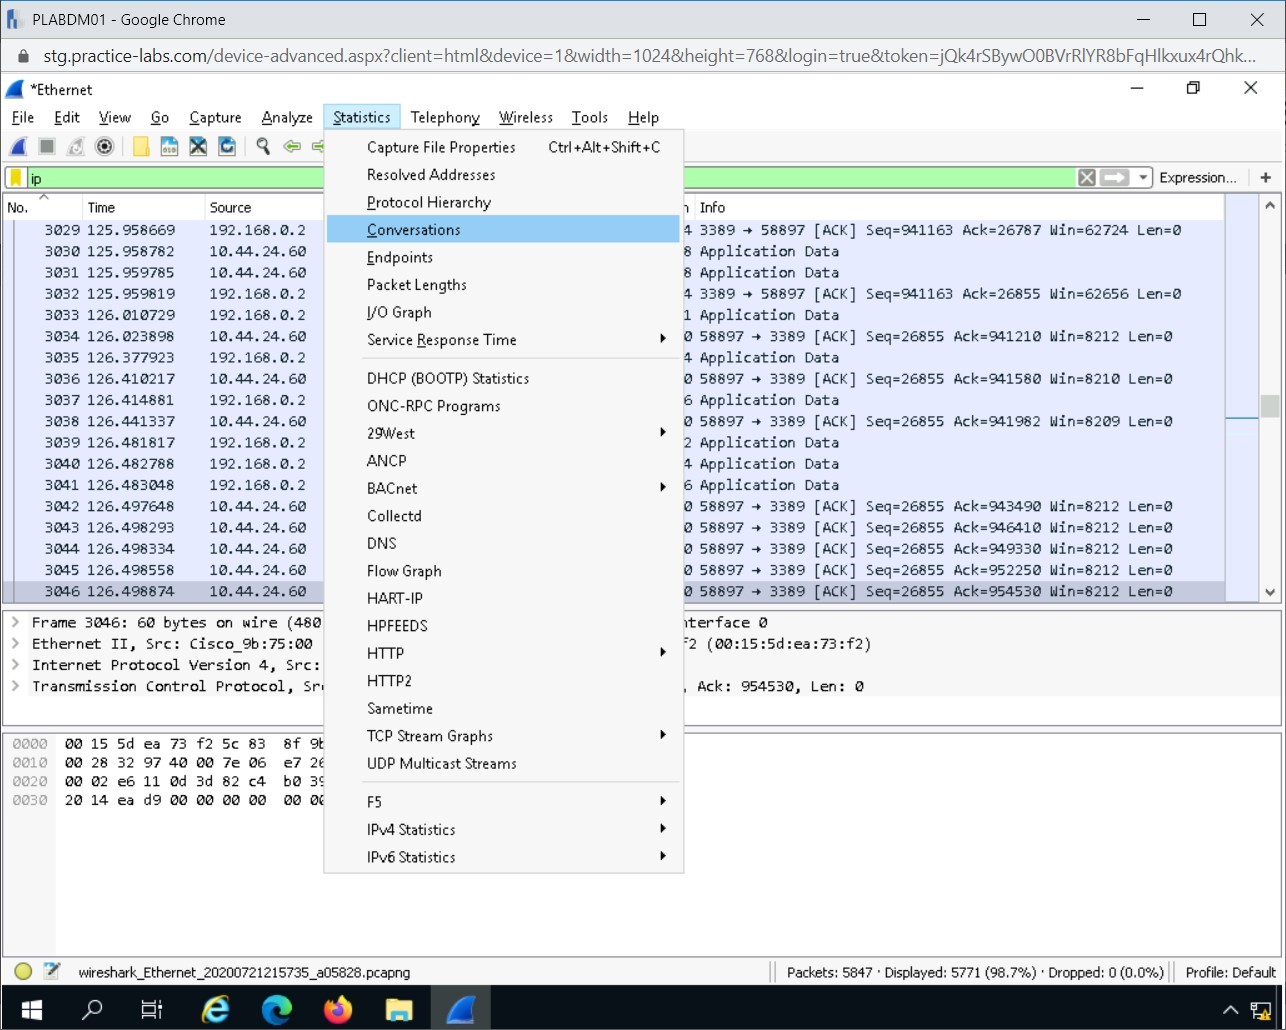 PLABDM01 - Google Chrome
stg.practice-labs.com/device-advanced.aspx?client=html&device=1&width=1024&height=768&login=true&token=jQk4rSBywO0BVrRlYR8bFqHlkxux4rQhk...
*Ethernet
File Edit View Go Capture Analyze Statistics Telephony Wireless Tools Help
Capture File Properties Ctrl+Alt+Shift+C
Resolved Addresses
Protocol Hierarchy
Conversations
Endpoints
Packet Lengths
I/O Graph
Service Response Time
DHCP (BOOTP) Statistics
ONC-RPC Programs
29West
ANCP
BACnet
Collectd
DNS
Flow Graph
HART-IP
HPFEEDS
HTTP
HTTP2
Sametime
TCP Stream Graphs
UDP Multicast Streams
F5
IPv4 Statistics
IPv6 Statistics
ip Expression... +
No. Time Source Info
3029 125.958669 192.168.0.2 4 3389 → 58897 [ACK] Seq=941163 Ack=26787 Win=62724 Len=0
3030 125.958782 10.44.24.60 8 Application Data
3031 125.959785 10.44.24.60 8 Application Data
3032 125.959819 192.168.0.2 4 3389 → 58897 [ACK] Seq=941163 Ack=26855 Win=62656 Len=0
3033 126.010729 192.168.0.2 1 Application Data
3034 126.023898 10.44.24.60 0 58897 → 3389 [ACK] Seq=26855 Ack=941210 Win=8212 Len=0
3035 126.377923 192.168.0.2 4 Application Data
3036 126.410217 10.44.24.60 0 58897 → 3389 [ACK] Seq=26855 Ack=941580 Win=8210 Len=0
3037 126.414881 192.168.0.2 6 Application Data
3038 126.441337 10.44.24.60 0 58897 → 3389 [ACK] Seq=26855 Ack=941982 Win=8209 Len=0
3039 126.481817 192.168.0.2 2 Application Data
3040 126.482788 192.168.0.2 4 Application Data
3041 126.483048 192.168.0.2 6 Application Data
3042 126.497648 10.44.24.60 0 58897 → 3389 [ACK] Seq=26855 Ack=943490 Win=8212 Len=0
3043 126.498293 10.44.24.60 0 58897 → 3389 [ACK] Seq=26855 Ack=946410 Win=8212 Len=0
3044 126.498334 10.44.24.60 0 58897 → 3389 [ACK] Seq=26855 Ack=949330 Win=8212 Len=0
3045 126.498558 10.44.24.60 0 58897 → 3389 [ACK] Seq=26855 Ack=952250 Win=8212 Len=0
3046 126.498874 10.44.24.60 0 58897 → 3389 [ACK] Seq=26855 Ack=954530 Win=8212 Len=0
Frame 3046: 60 bytes on wire (480 nterface 0
Ethernet II, Src: Cisco_9b:75:00 f2 (00:15:5d:ea:73:f2)
Internet Protocol Version 4, Src:
Transmission Control Protocol, Sr , Ack: 954530, Len: 0
0000 00 15 5d ea 73 f2 5c 83 8f 9b
0010 00 28 32 97 40 00 7e 06 e7 26
0020 00 02 e6 11 0d 3d 82 c4 b0 39
0030 20 14 ea d9 00 00 00 00 00 00
wireshark_Ethernet_20200721215735_a05828.pcapng Packets: 5847 · Displayed: 5771 (98.7%) · Dropped: 0 (0.0%) Profile: Default